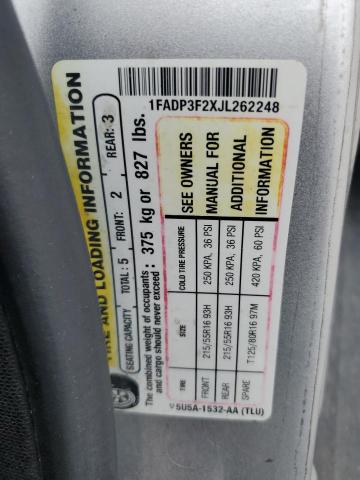 1FADP3F2XJL262248
TIRE AND LOADING INFORMATION
SEATING CAPACITY TOTAL: 5 FRONT: 2 REAR: 3
The combined weight of occupants and cargo should never exceed: 375 kg or 827 lbs.
TIRE SIZE COLD TIRE PRESSURE
FRONT 215/55R16 93H 250 KPA, 36 PSI
REAR 215/55R16 93H 250 KPA, 36 PSI
SPARE T125/80R16 97M 420 KPA, 60 PSI
SEE OWNERS
MANUAL FOR
ADDITIONAL
INFORMATION
5U5A-1532-AA (TLU)